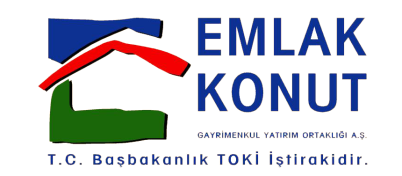 EMLAK
KONUT
GAYRİMENKUL YATIRIM ORTAKLIĞI A.Ş.
T.C. Başbakanlık TOKİ İştirakidir.